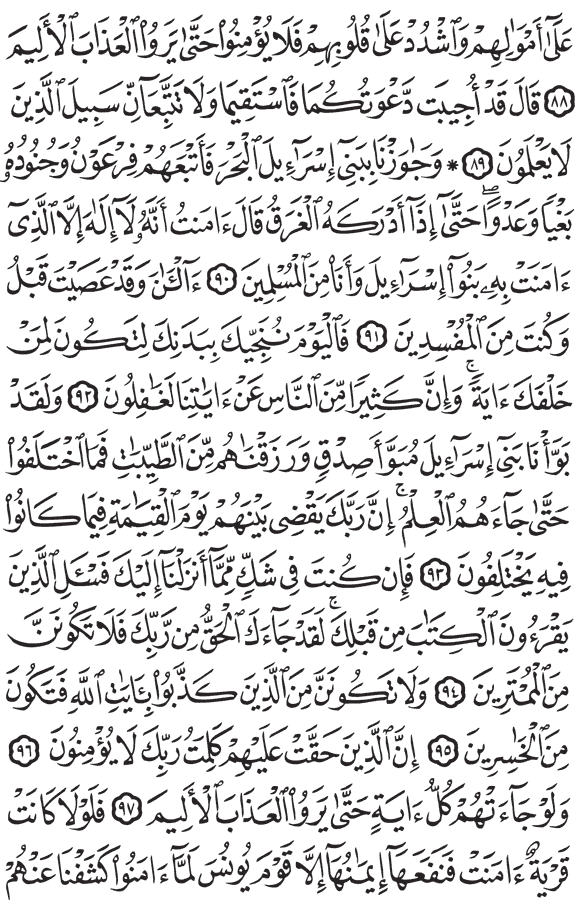 عَلَىٰٓ أَمۡوَٰلِهِمۡ وَٱشۡدُدۡ عَلَىٰ قُلُوبِهِمۡ فَلَا يُؤۡمِنُواْ حَتَّىٰ يَرَوُاْ ٱلۡعَذَابَ ٱلۡأَلِيمَ
٨٨ قَالَ قَدۡ أُجِيبَت دَّعۡوَتُكُمَا فَٱسۡتَقِيمَا وَلَا تَتَّبِعَآنِّ سَبِيلَ ٱلَّذِينَ
لَا يَعۡلَمُونَ ٨٩ * وَجَٰوَزۡنَا بِبَنِيٓ إِسۡرَٰٓءِيلَ ٱلۡبَحۡرَ فَأَتۡبَعَهُمۡ فِرۡعَوۡنُ وَجُنُودُهُۥ
بَغۡيٗا وَعَدۡوًاۖ حَتَّىٰٓ إِذَآ أَدۡرَكَهُ ٱلۡغَرَقُ قَالَ ءَامَنتُ أَنَّهُۥ لَآ إِلَٰهَ إِلَّا ٱلَّذِيٓ
ءَامَنَتۡ بِهِۦ بَنُوٓاْ إِسۡرَٰٓءِيلَ وَأَنَا۠ مِنَ ٱلۡمُسۡلِمِينَ ٩٠ ءَآلۡـَٰٔنَ وَقَدۡ عَصَيۡتَ قَبۡلُ
وَكُنتَ مِنَ ٱلۡمُفۡسِدِينَ ٩١ فَٱلۡيَوۡمَ نُنَجِّيكَ بِبَدَنِكَ لِتَكُونَ لِمَنۡ
خَلۡفَكَ ءَايَةٗۚ وَإِنَّ كَثِيرٗا مِّنَ ٱلنَّاسِ عَنۡ ءَايَٰتِنَا لَغَٰفِلُونَ ٩٢ وَلَقَدۡ
بَوَّأۡنَا بَنِيٓ إِسۡرَٰٓءِيلَ مُبَوَّأَ صِدۡقٖ وَرَزَقۡنَٰهُم مِّنَ ٱلطَّيِّبَٰتِ فَمَا ٱخۡتَلَفُواْ
حَتَّىٰ جَآءَهُمُ ٱلۡعِلۡمُۚ إِنَّ رَبَّكَ يَقۡضِي بَيۡنَهُمۡ يَوۡمَ ٱلۡقِيَٰمَةِ فِيمَا كَانُواْ
فِيهِ يَخۡتَلِفُونَ ٩٣ فَإِن كُنتَ فِي شَكّٖ مِّمَّآ أَنزَلۡنَآ إِلَيۡكَ فَسۡـَٔلِ ٱلَّذِينَ
يَقۡرَءُونَ ٱلۡكِتَٰبَ مِن قَبۡلِكَۚ لَقَدۡ جَآءَكَ ٱلۡحَقُّ مِن رَّبِّكَ فَلَا تَكُونَنَّ
مِنَ ٱلۡمُمۡتَرِينَ ٩٤ وَلَا تَكُونَنَّ مِنَ ٱلَّذِينَ كَذَّبُواْ بِـَٔايَٰتِ ٱللَّهِ فَتَكُونَ
مِنَ ٱلۡخَٰسِرِينَ ٩٥ إِنَّ ٱلَّذِينَ حَقَّتۡ عَلَيۡهِمۡ كَلِمَتُ رَبِّكَ لَا يُؤۡمِنُونَ ٩٦
وَلَوۡ جَآءَتۡهُمۡ كُلُّ ءَايَةٍ حَتَّىٰ يَرَوُاْ ٱلۡعَذَابَ ٱلۡأَلِيمَ ٩٧ فَلَوۡلَا كَانَتۡ
قَرۡيَةٌ ءَامَنَتۡ فَنَفَعَهَآ إِيمَٰنُهَآ إِلَّا قَوۡمَ يُونُسَ لَمَّآ ءَامَنُواْ كَشَفۡنَا عَنۡهُمۡ